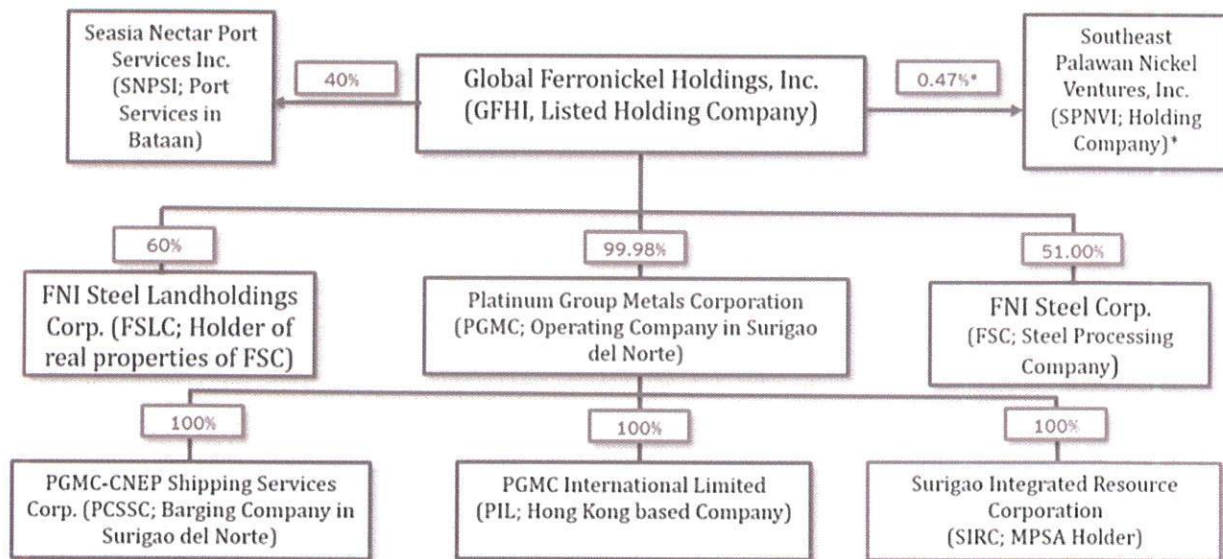 Seasia Nectar Port
Services Inc.
(SNPSI; Port
Services in
Bataan)
40%
Global Ferronickel Holdings, Inc.
(GFHI, Listed Holding Company)
0.47%*
Southeast
Palawan Nickel
Ventures, Inc.
(SPNVI; Holding
Company)*
60%
99.98%
51.00%
FNI Steel Landholdings
Corp. (FSLC; Holder of
real properties of FSC)
Platinum Group Metals Corporation
(PGMC; Operating Company in Surigao
del Norte)
FNI Steel Corp.
(FSC; Steel Processing
Company)
100%
100%
100%
PGMC-CNEP Shipping Services
Corp. (PCSSC; Barging Company in
Surigao del Norte)
PGMC International Limited
(PIL; Hong Kong based Company)
Surigao Integrated Resource
Corporation
(SIRC; MPSA Holder)